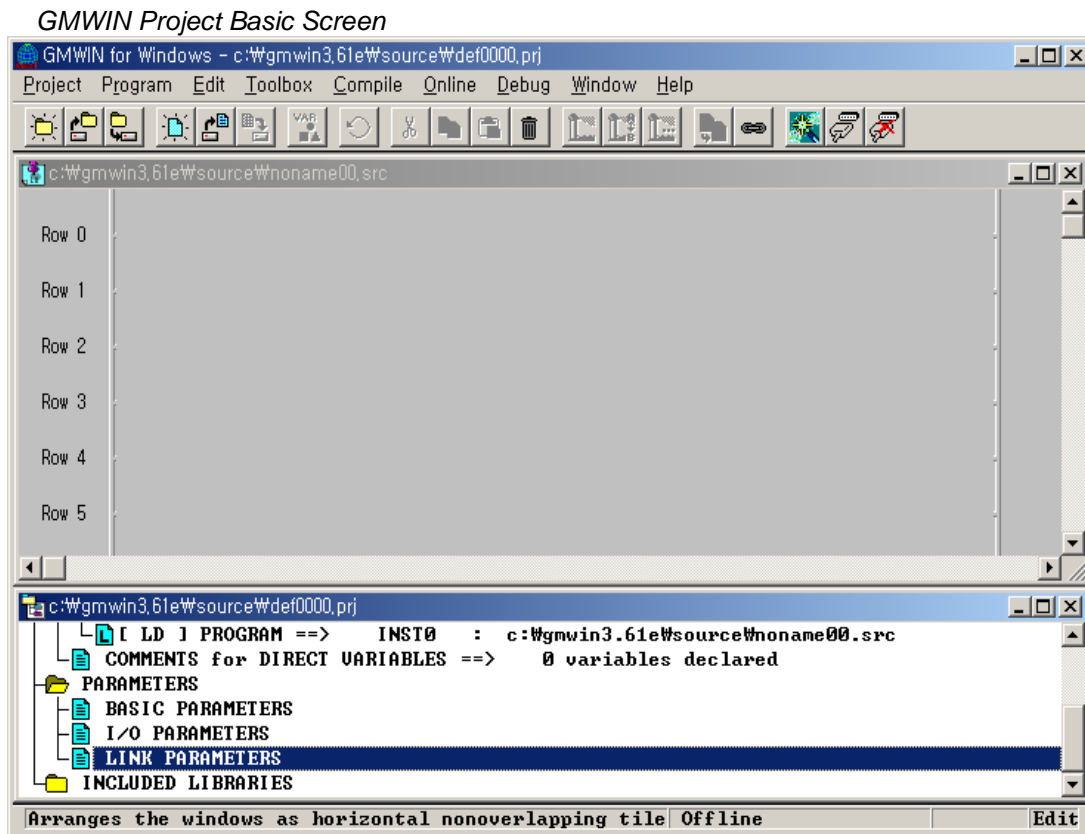 GMWIN Project Basic Screen
GMWIN for Windows - c:₩gmwin3,61e₩source₩def0000,prj
Project Program Edit Toolbox Compile Online Debug Window Help
VAR
c:₩gmwin3,61e₩source₩noname00,src
Row 0
Row 1
Row 2
Row 3
Row 4
Row 5
c:₩gmwin3,61e₩source₩def0000,prj
L [ LD ] PROGRAM ==> INST0 : c:₩gmwin3.61e₩source₩noname00.src
COMMENTS for DIRECT VARIABLES ==> 0 variables declared
PARAMETERS
BASIC PARAMETERS
I/O PARAMETERS
LINK PARAMETERS
INCLUDED LIBRARIES
Arranges the windows as horizontal nonoverlapping tile Offline Edit